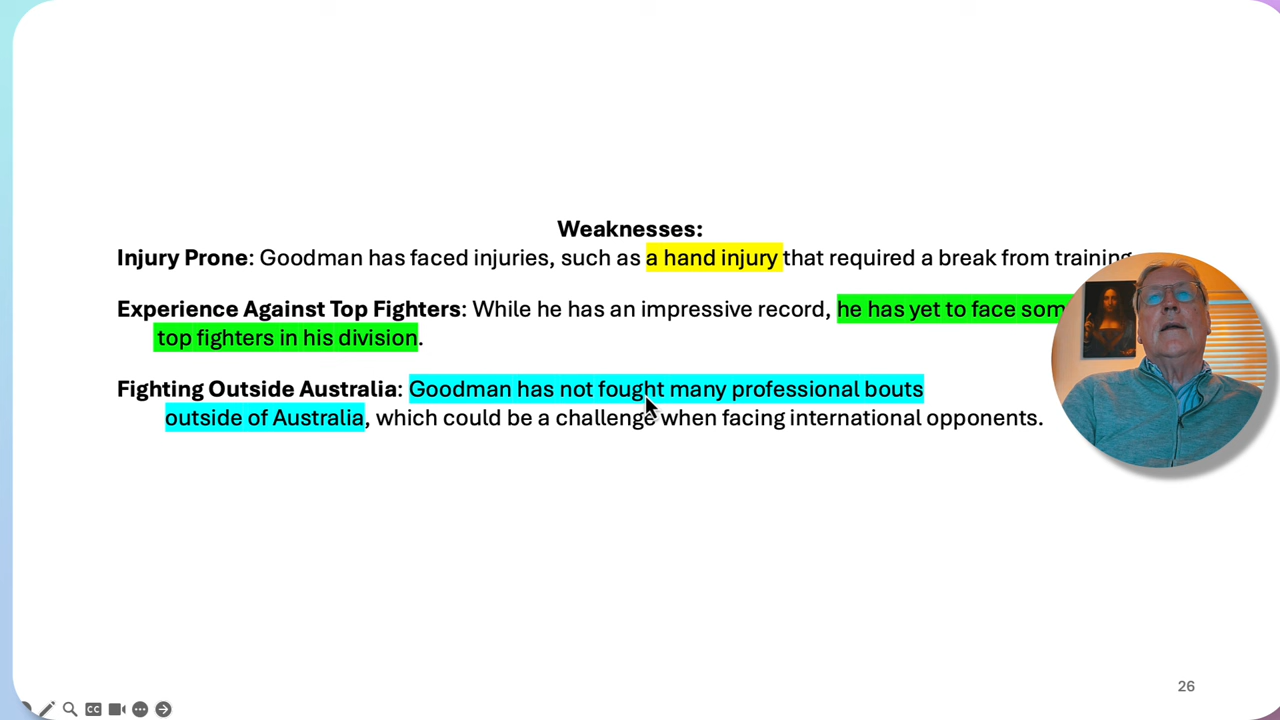 Weaknesses:
Injury Prone: Goodman has faced injuries, such as a hand injury that required a break from training
Experience Against Top Fighters: While he has an impressive record, he has yet to face
top fighters in his division.
Fighting Outside Australia: Goodman has not fought many professional bouts
outside of Australia, which could be a challenge when facing international opponents.
26
CC